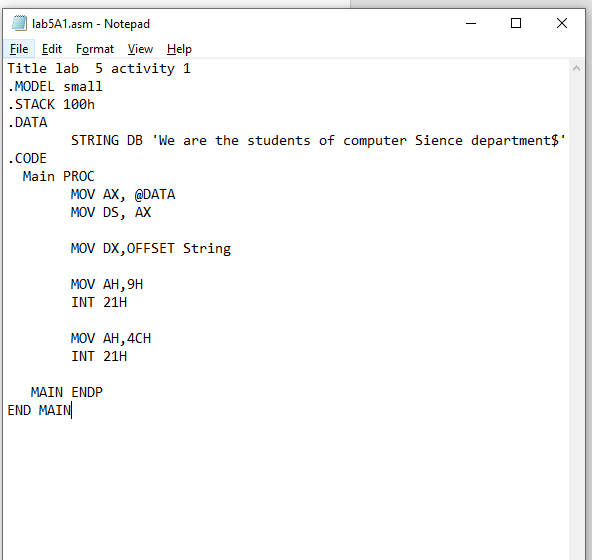 lab5A1.asm - Notepad
File Edit Format View Help
Title lab  5 activity 1
.MODEL small
.STACK 100h
.DATA
        STRING DB 'We are the students of computer Sience department$'
.CODE
  Main PROC
        MOV AX, @DATA
        MOV DS, AX
        MOV DX,OFFSET String
        MOV AH,9H
        INT 21H
        MOV AH,4CH
        INT 21H
   MAIN ENDP
END MAIN